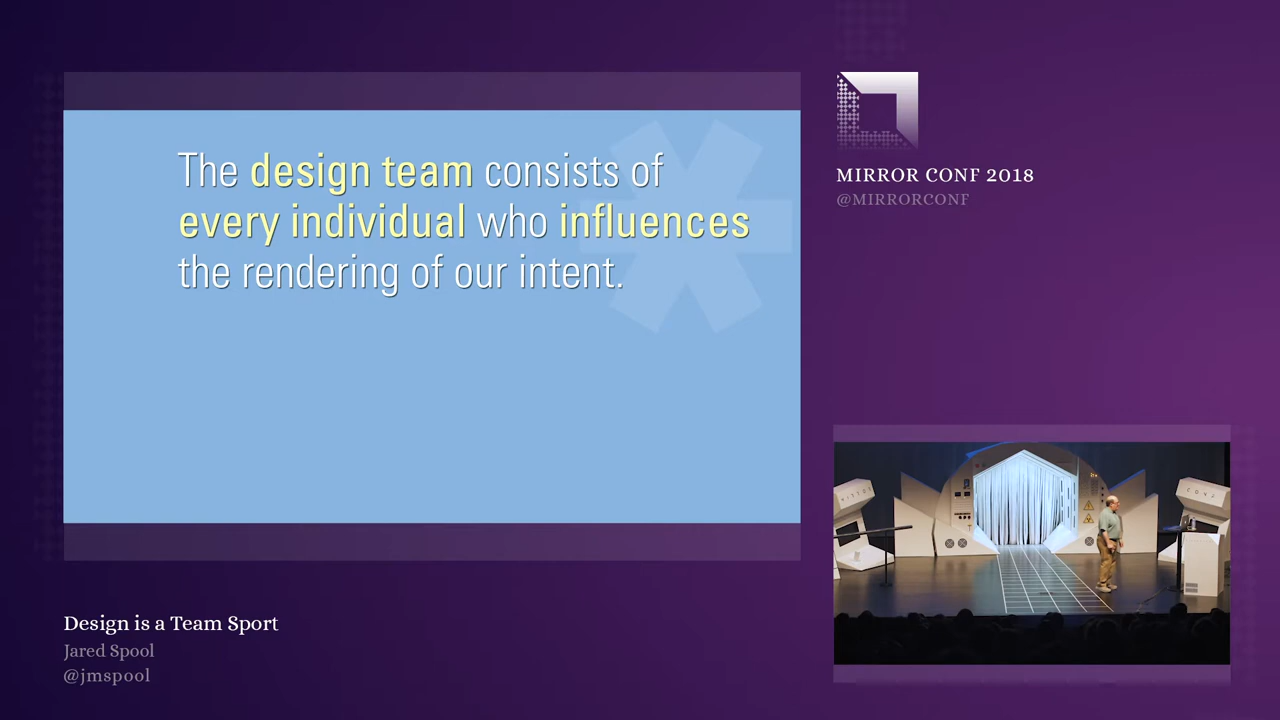 The design team consists of
every individual who influences
the rendering of our intent.
MIRROR CONF 2018
@MIRRORCONF
CONF
Design is a Team Sport
Jared Spool
@jmspool